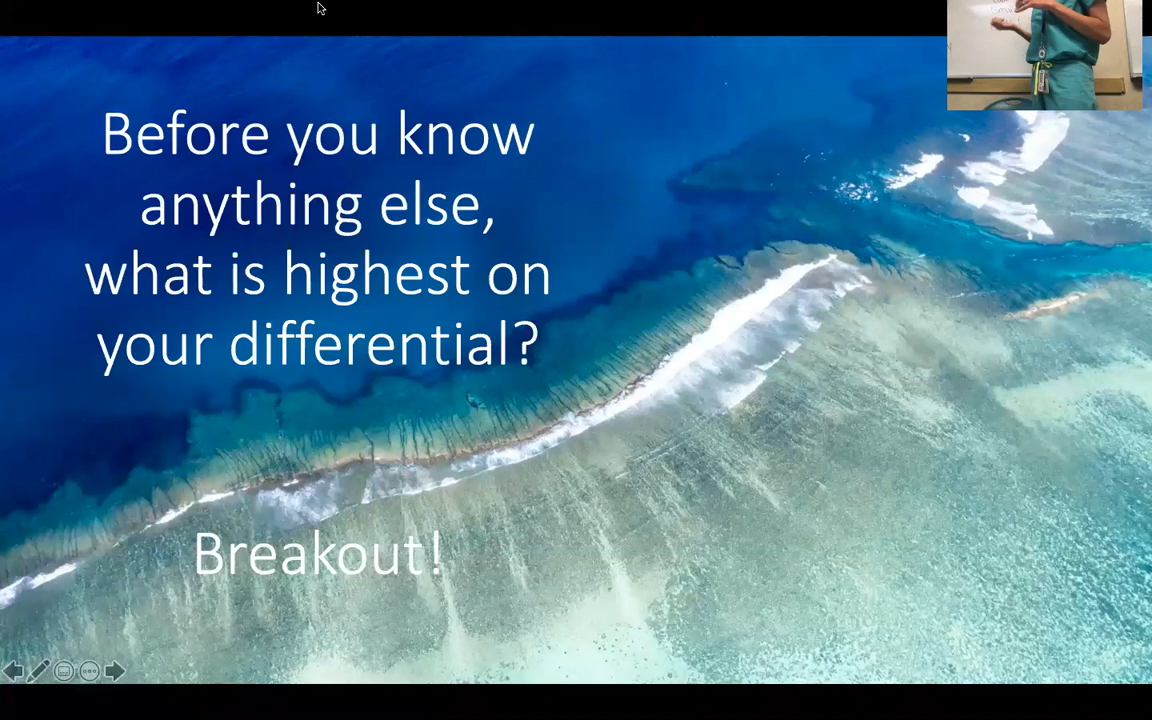 Before you know
anything else,
what is highest on
your differential?
Breakout!